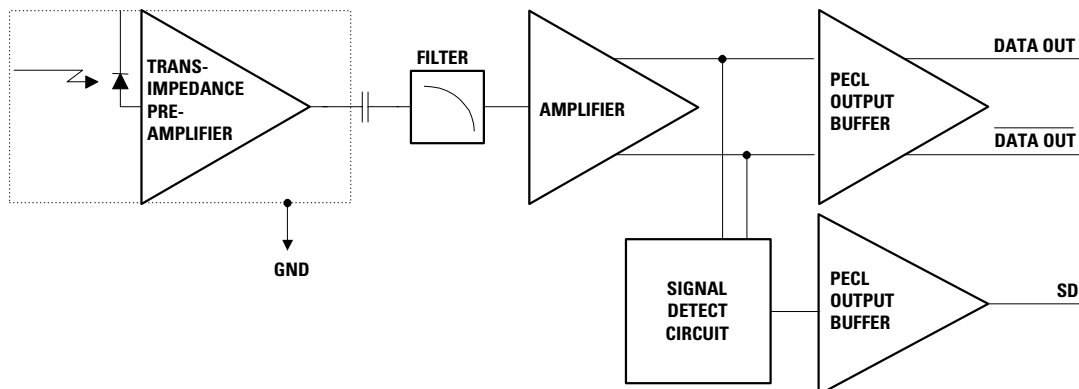 TRANS-
IMPEDANCE
PRE-
AMPLIFIER
GND
FILTER
AMPLIFIER
PECL
OUTPUT
BUFFER
DATA OUT
DATA OUT
SIGNAL
DETECT
CIRCUIT
PECL
OUTPUT
BUFFER
SD